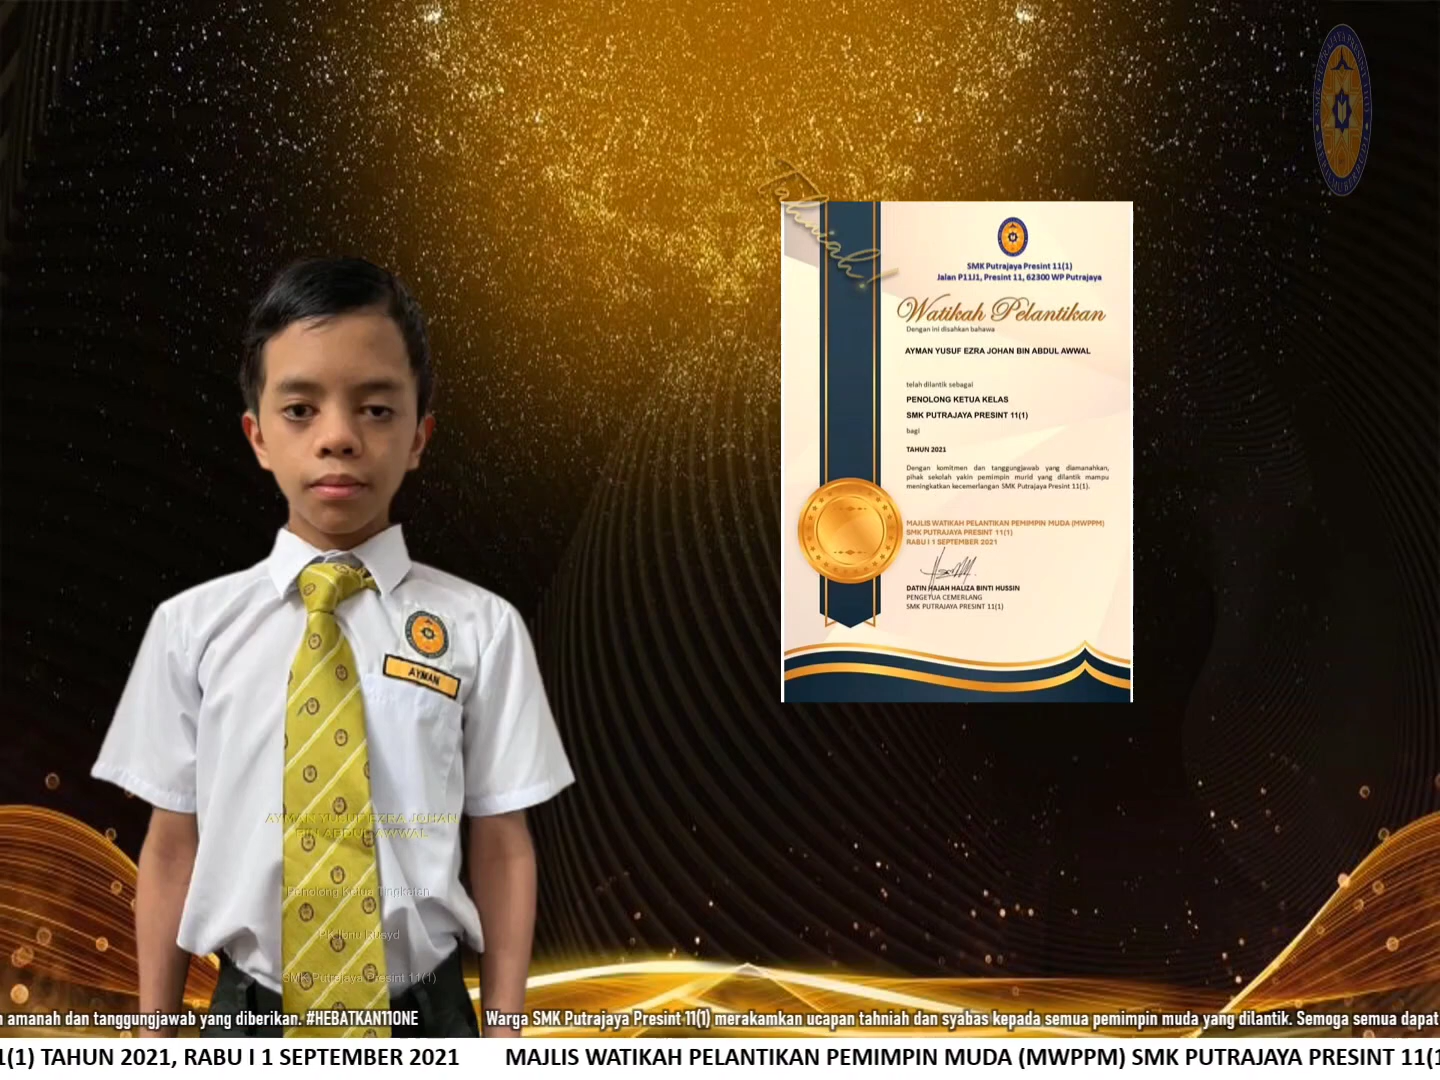 Tahniah!
SMK Putrajaya Presint 11(1)
Jalan P11J1, Presint 11, 62300 WP Putrajaya
Watikah Pelantikan
Dengan ini disahkan bahawa
AYMAN YUSUF EZRA JOHAN BIN ABDUL AWWAL
telah dilantik sebagai
PENOLONG KETUA KELAS
SMK PUTRAJAYA PRESINT 11(1)
bagi
TAHUN 2021
Dengan komitmen dan tanggungjawab yang diamanahkan,
pihak sekolah yakin pemimpin murid yang dilantik mampu
meningkatkan kecemerlangan SMK Putrajaya Presint 11(1).
MAJLIS WATIKAH PELANTIKAN PEMIMPIN MUDA (MWPPM)
SMK PUTRAJAYA PRESINT 11(1)
RABU I 1 SEPTEMBER 2021
DATIN HAJAH HALIZA BINTI HUSSIN
PENGETUA CEMERLANG
SMK PUTRAJAYA PRESINT 11(1)
AYMAN
AYMAN YUSUF EZRA JOHAN
BIN ABDUL AWWAL
Penolong Ketua Tingkatan
PK Ibnu Rusyd
SMK Putrajaya Presint 11(1)
amanah dan tanggungjawab yang diberikan. #HEBATKAN11ONE Warga SMK Putrajaya Presint 11(1) merakamkan ucapan tahniah dan syabas kepada semua pemimpin muda yang dilantik. Semoga semua dapat
1(1) TAHUN 2021, RABU I 1 SEPTEMBER 2021 MAJLIS WATIKAH PELANTIKAN PEMIMPIN MUDA (MWPPM) SMK PUTRAJAYA PRESINT 11(1